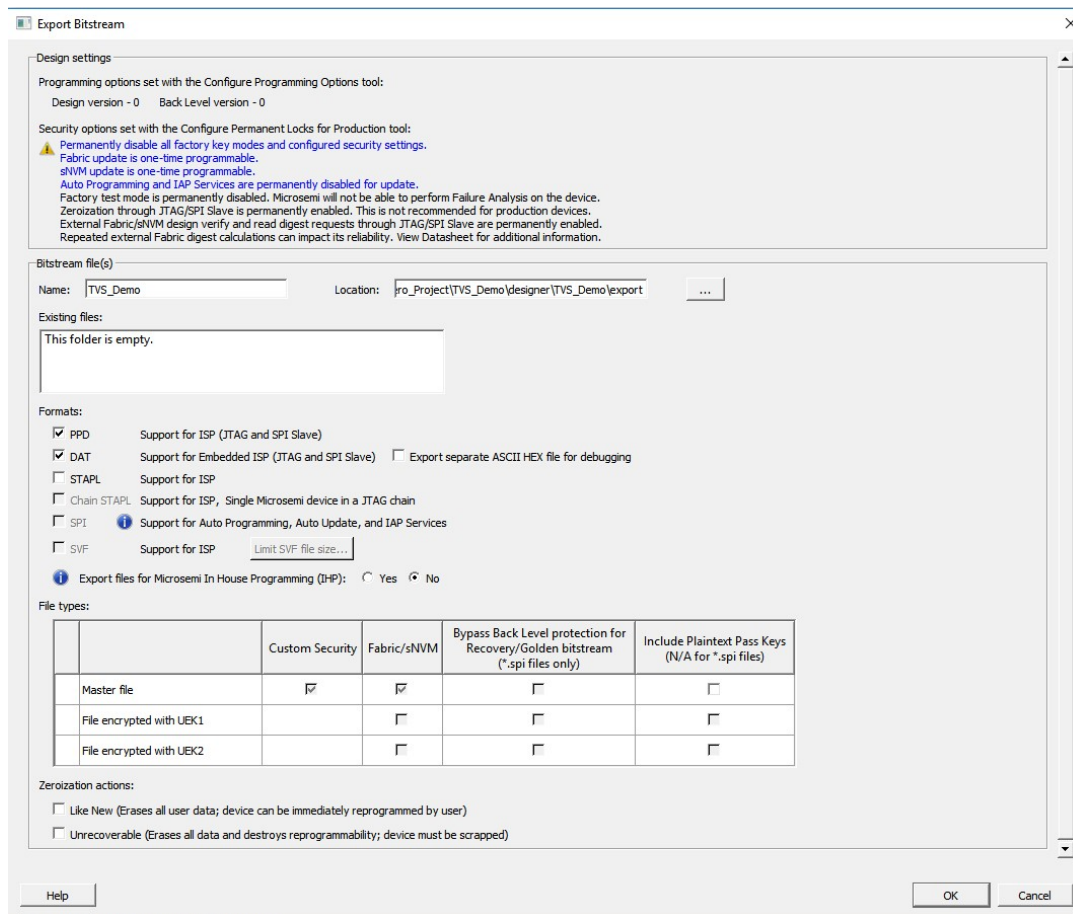 Export Bitstream
Design settings
Programming options set with the Configure Programming Options tool:
Design version - 0 Back Level version - 0
Security options set with the Configure Permanent Locks for Production tool:
Permanently disable all factory key modes and configured security settings.
Fabric update is one-time programmable.
sNVM update is one-time programmable.
Auto Programming and IAP Services are permanently disabled for update.
Factory test mode is permanently disabled. Microsemi will not be able to perform Failure Analysis on the device.
Zeroization through JTAG/SPI Slave is permanently enabled. This is not recommended for production devices.
External Fabric/sNVM design verify and read digest requests through JTAG/SPI Slave are permanently enabled.
Repeated external Fabric digest calculations can impact its reliability. View Datasheet for additional information.
Bitstream file(s)
Name: TVS_Demo Location: ero_Project\TVS_Demo\designer\TVS_Demo\export ...
Existing files:
This folder is empty.
Formats:
PPD Support for ISP (JTAG and SPI Slave)
DAT Support for Embedded ISP (JTAG and SPI Slave) Export separate ASCII HEX file for debugging
STAPL Support for ISP
Chain STAPL Support for ISP, Single Microsemi device in a JTAG chain
SPI Support for Auto Programming, Auto Update, and IAP Services
SVF Support for ISP Limit SVF file size...
Export files for Microsemi In House Programming (IHP): Yes No
File types:
Custom Security Fabric/sNVM Bypass Back Level protection for
Recovery/Golden bitstream
(*.spi files only) Include Plaintext Pass Keys
(N/A for *.spi files)
Master file
File encrypted with UEK1
File encrypted with UEK2
Zeroization actions:
Like New (Erases all user data; device can be immediately reprogrammed by user)
Unrecoverable (Erases all data and destroys reprogrammability; device must be scrapped)
Help OK Cancel